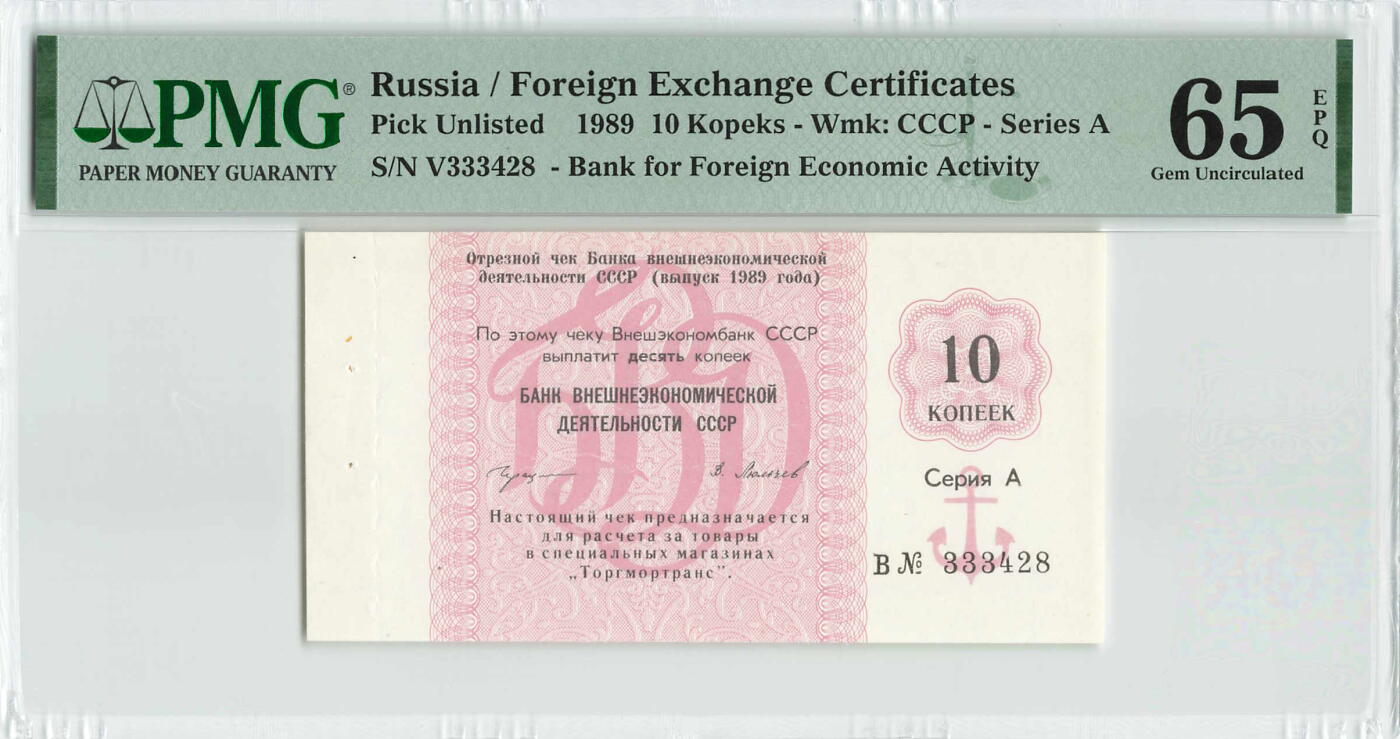 PMG®
PAPER MONEY GUARANTY
Russia / Foreign Exchange Certificates
Pick Unlisted 1989 10 Kopeks - Wmk: CCCP - Series A
S/N V333428 - Bank for Foreign Economic Activity
65
EPQ
Gem Uncirculated
Отрезной чек Банка внешнеэкономической
деятельности СССР (выпуск 1989 года)
По этому чеку Внешэкономбанк СССР
выплатит десять копеек
БАНК ВНЕШНЕЭКОНОМИЧЕСКОЙ
ДЕЯТЕЛЬНОСТИ СССР
Настоящий чек предназначается
для расчета за товары
в специальных магазинах
„Торгмортранс".
10
КОПЕЕК
Серия А
В № 333428